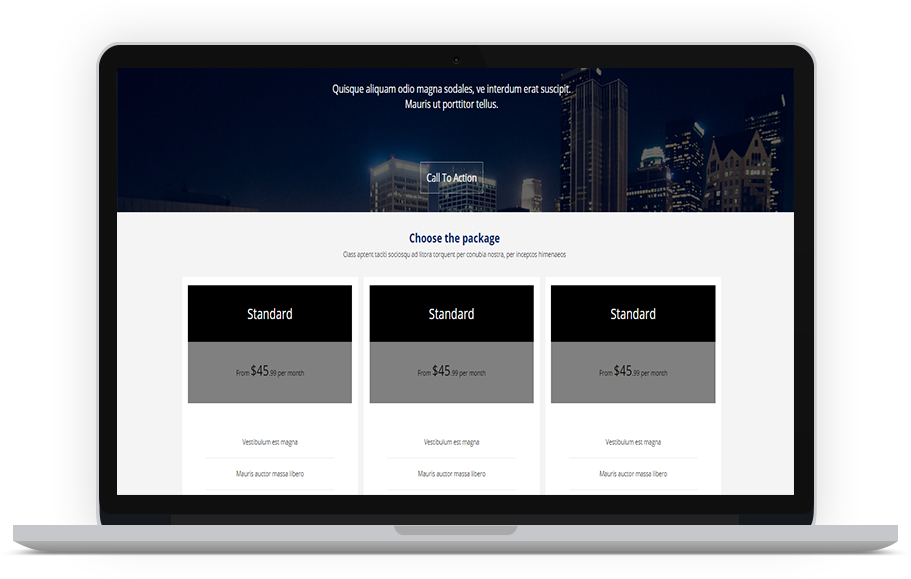 Quisque aliquam odio magna sodales, ve interdum erat suscipit.
Mauris ut porttitor tellus.
Call To Action
Choose the package
Class aptent taciti sociosqu ad litora torquent per conubia nostra, per inceptos himenaeos
Standard
Standard
Standard
From $45.99 per month
From $45.99 per month
From $45.99 per month
Vestibulum est magna
Vestibulum est magna
Vestibulum est magna
Mauris auctor massa libero
Mauris auctor massa libero
Mauris auctor massa libero